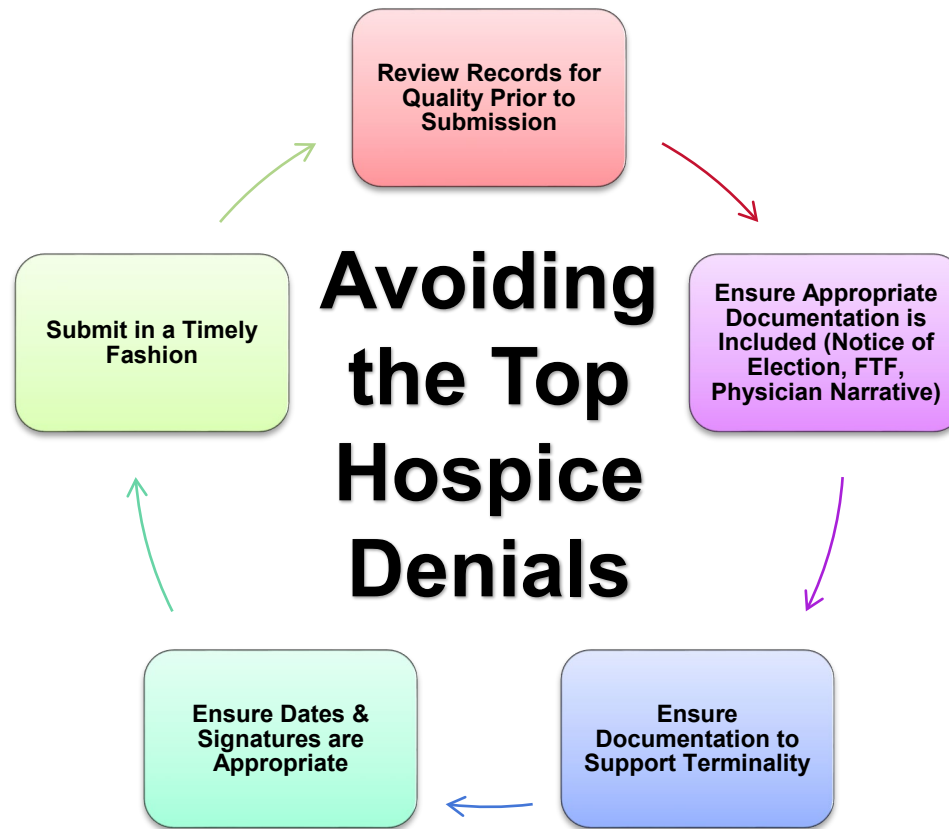 Review Records for
Quality Prior to
Submission
Avoiding
the Top
Hospice
Denials
Ensure Appropriate
Documentation is
Included (Notice of
Election, FTF,
Physician Narrative)
Ensure
Documentation to
Support Terminality
Ensure Dates &
Signatures are
Appropriate
Submit in a Timely
Fashion